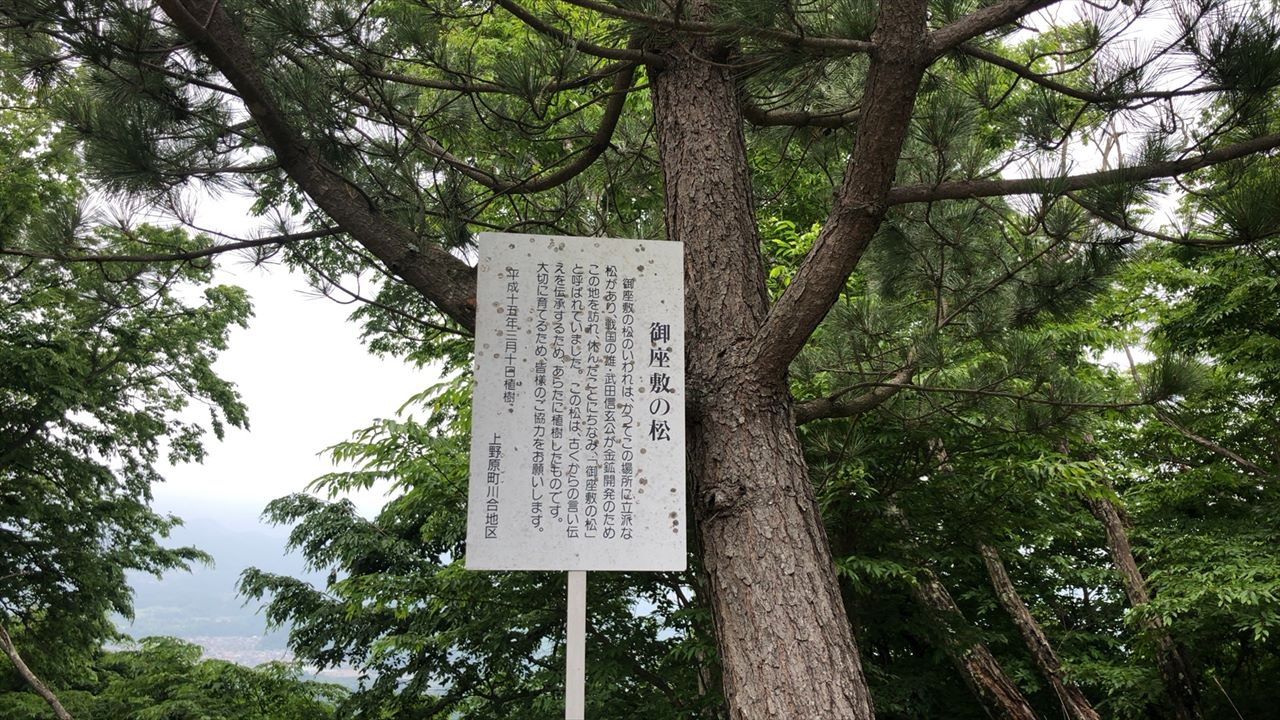 御座敷の松
御座敷の松のいわれは、かつてこの場所に立派な
松があり、戦国の雄・武田信玄公が金鉱開発のため
この地を訪れ、休んだことにちなみ、「御座敷の松」
と呼ばれていました。この松は、古くからの言い伝
えを伝承するため、あらたに植樹したものです。
大切に育てるため、皆様のご協力をお願いします。
平成十五年三月十日植樹
上野原町川合地区